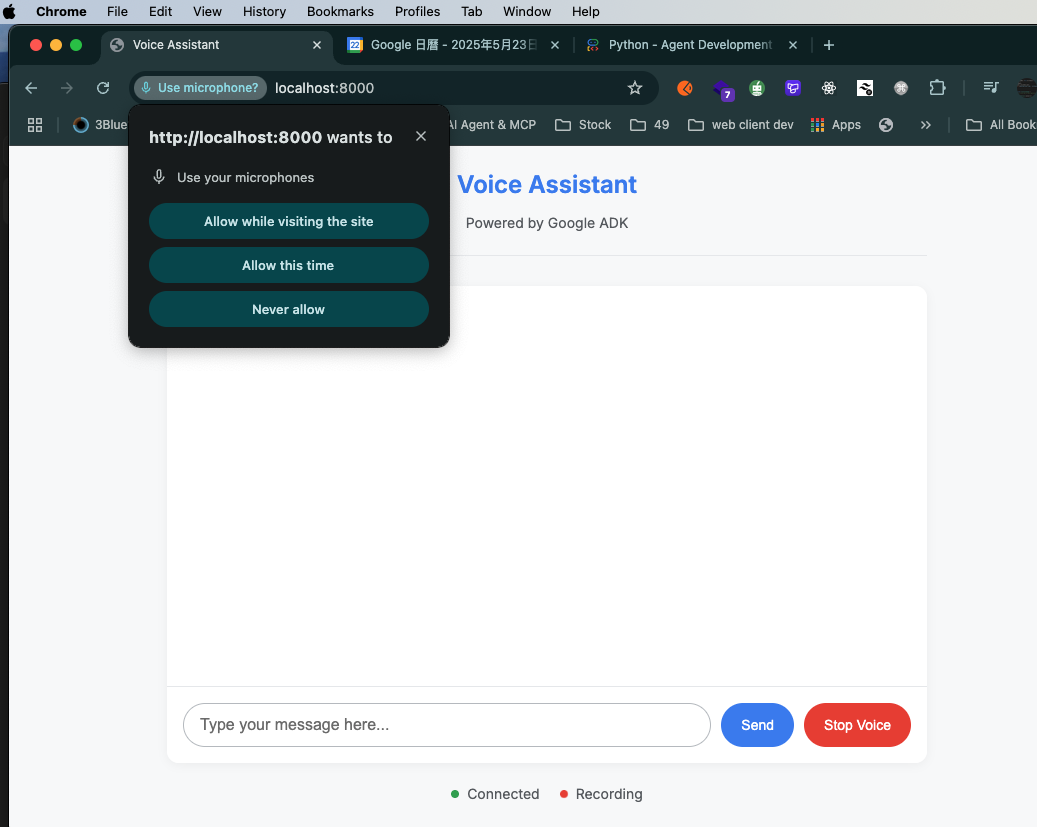 Chrome File Edit View History Bookmarks Profiles Tab Window Help
Voice Assistant
22 Google 日曆 - 2025年5月23日
Python - Agent Development
Use microphone? localhost:8000
7
3Blue
AI Agent & MCP Stock 49 web client dev Apps All Book
http://localhost:8000 wants to
Use your microphones
Allow while visiting the site
Allow this time
Never allow
Voice Assistant
Powered by Google ADK
Type your message here...
Send
Stop Voice
Connected Recording